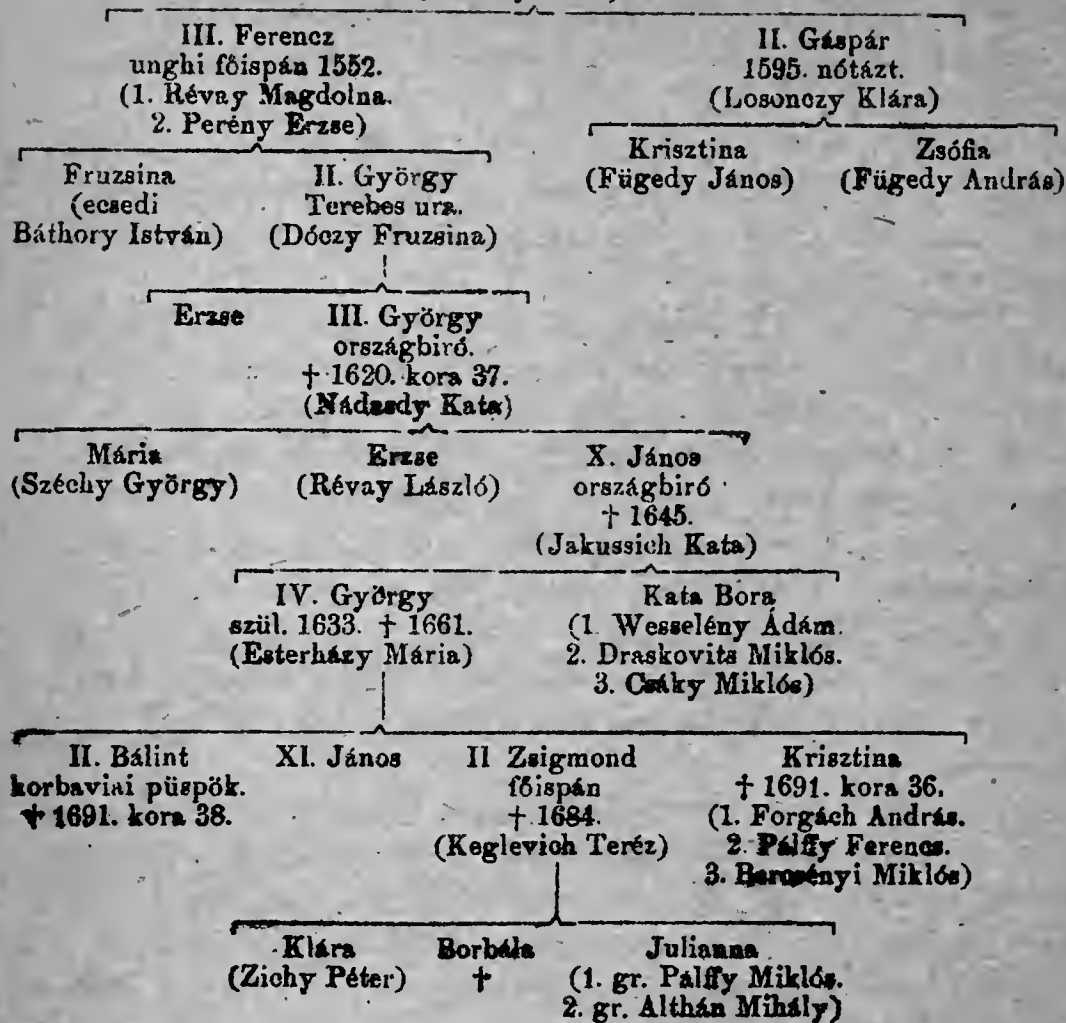 III. Ferencz
unghi főispán 1552.
(1. Révay Magdolna.
2. Perény Erzse)
II. Gáspár
1595. nótázt.
(Losonczy Klára)
Fruzsina
(ecsedi
Báthory István)
II. György
Terebes ura.
(Dóczy Fruzsina)
Krisztina
(Fügedy János)
Zsófia
(Fügedy András)
Erzse
III. György
országbiró.
† 1620. kora 37.
(Nádasdy Kata)
Mária
(Széchy György)
Erzse
(Révay László)
X. János
országbiró
† 1645.
(Jakussich Kata)
IV. György
szül. 1633. † 1661.
(Esterházy Mária)
Kata Bora
(1. Wesselény Ádám.
2. Draskovits Miklós.
3. Csáky Miklós)
II. Bálint
korbaviai püspök.
† 1691. kora 38.
XI. János
II Zsigmond
főispán
† 1684.
(Keglevich Teréz)
Krisztina
† 1691. kora 36.
(1. Forgách András.
2. Pálffy Ferencs.
3. Bercsényi Miklós)
Klára
(Zichy Péter)
Borbála
†
Julianna
(1. gr. Pálffy Miklós.
2. gr. Althán Mihály)